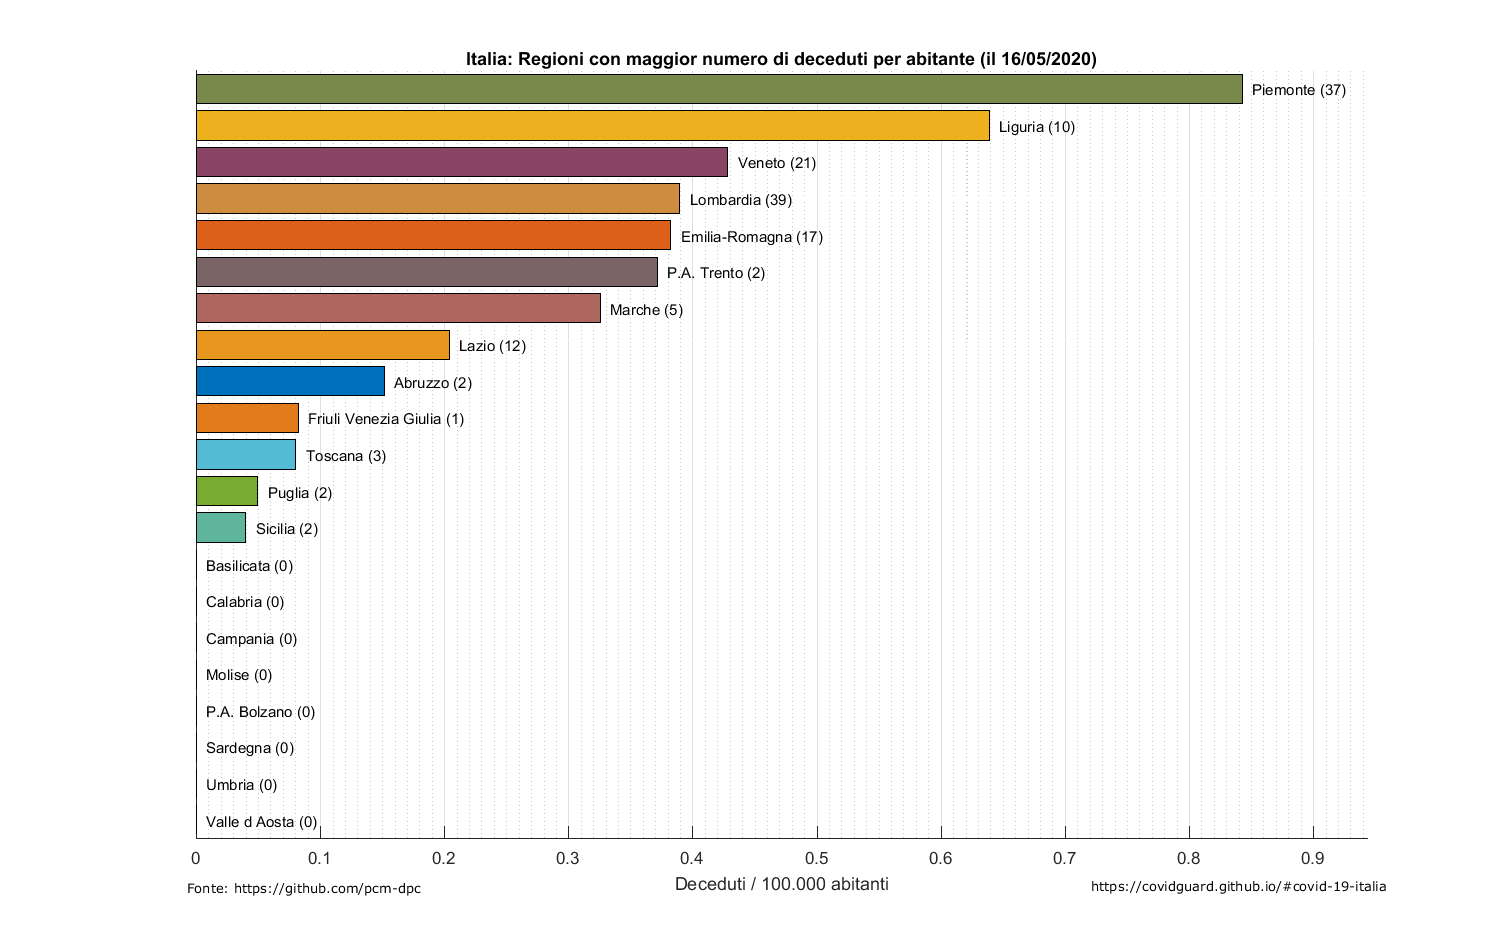 Italia: Regioni con maggior numero di deceduti per abitante (il 16/05/2020)
Piemonte (37)
Liguria (10)
Veneto (21)
Lombardia (39)
Emilia-Romagna (17)
P.A. Trento (2)
Marche (5)
Lazio (12)
Abruzzo (2)
Friuli Venezia Giulia (1)
Toscana (3)
Puglia (2)
Sicilia (2)
Basilicata (0)
Calabria (0)
Campania (0)
Molise (0)
P.A. Bolzano (0)
Sardegna (0)
Umbria (0)
Valle d Aosta (0)
0 0.1 0.2 0.3 0.4 0.5 0.6 0.7 0.8 0.9
Deceduti / 100.000 abitanti
Fonte: https://github.com/pcm-dpc
https://covidguard.github.io/#covid-19-italia